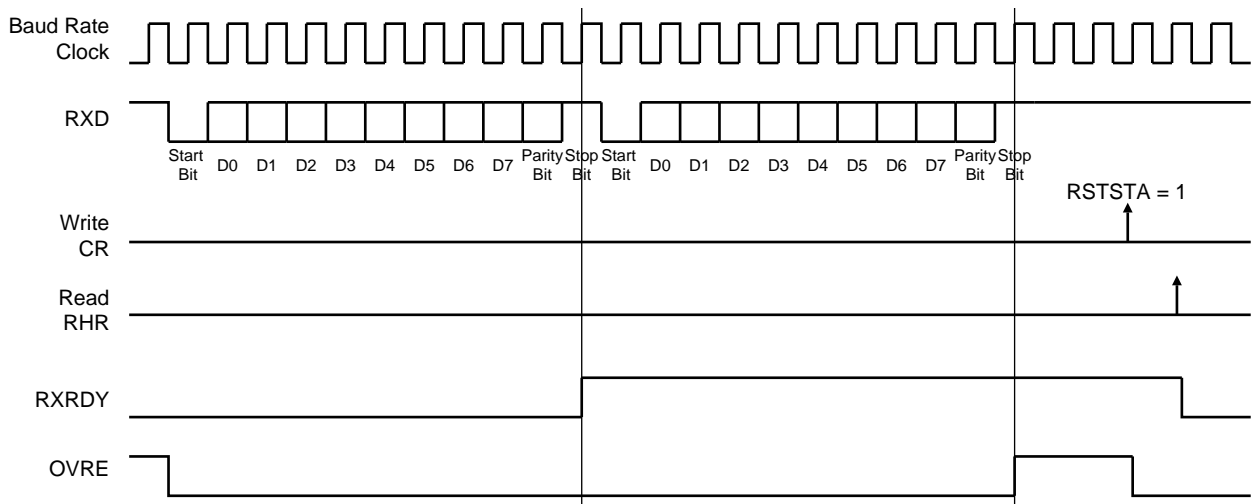 Baud Rate
Clock
RXD
Start
Bit
D0
D1
D2
D3
D4
D5
D6
D7
Parity
Bit
Stop
Bit
Start
Bit
D0
D1
D2
D3
D4
D5
D6
D7
Parity
Bit
Stop
Bit
RSTSTA = 1
Write
CR
Read
RHR
RXRDY
OVRE